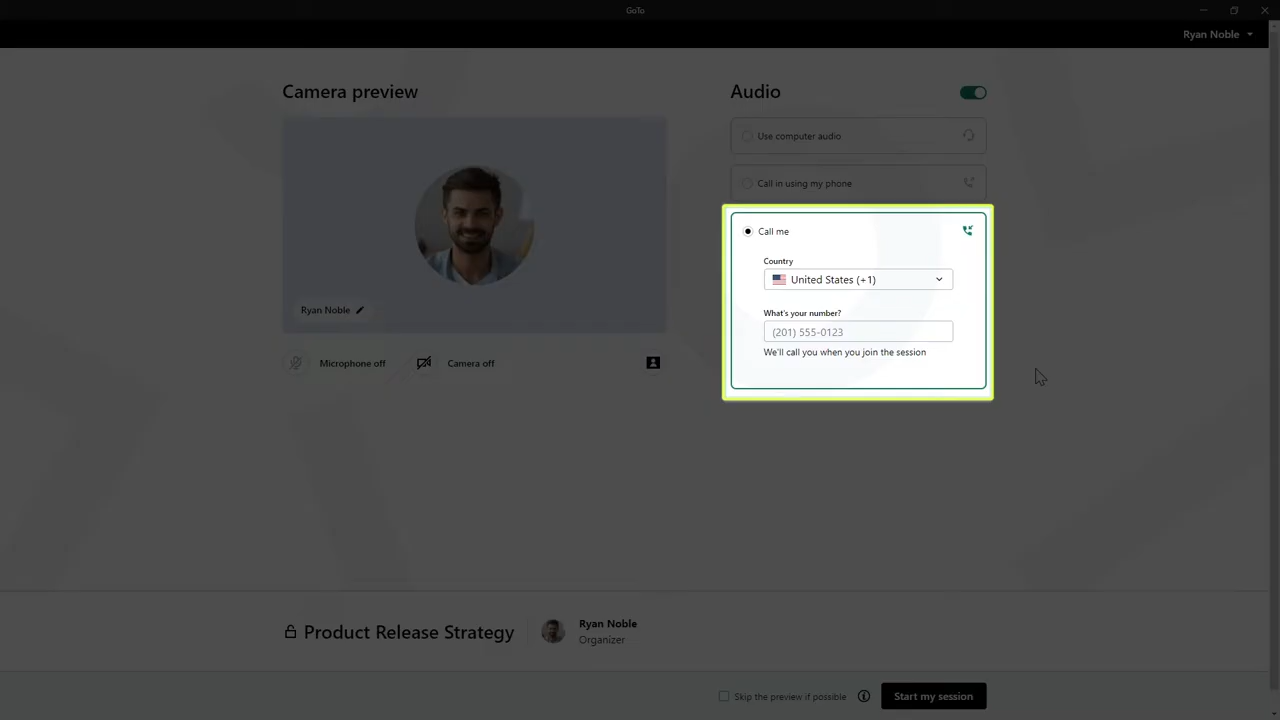 GoTo
Ryan Noble
Camera preview
Ryan Noble
Microphone off
Camera off
Audio
Use computer audio
Call in using my phone
Call me
Country
United States (+1)
What's your number?
(201) 555-0123
We'll call you when you join the session
Product Release Strategy
Ryan Noble
Organizer
Skip the preview if possible
Start my session